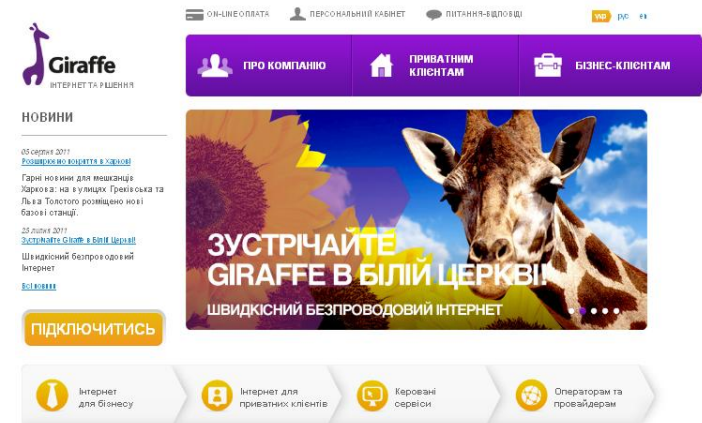 ON-LINE ОПЛАТА
ПЕРСОНАЛЬНИЙ КАБІНЕТ
ПИТАННЯ-ВІДПОВІДІ
УКР рус en
Giraffe
ІНТЕРНЕТ ТА РІШЕННЯ
ПРО КОМПАНІЮ
ПРИВАТНИМ
КЛІЄНТАМ
БІЗНЕС-КЛІЄНТАМ
НОВИНИ
05 серпня 2011
Розширюємо покриття в Харкові
Гарні новини для мешканців
Харкова: на вулицях Греківська та
Льва Толстого розміщено нові
базові станції.
25 липня 2011
Зустрічайте Giraffe в Білій Церкві!
Швидкісний безпроводовий
Інтернет
Всі новини
ПІДКЛЮЧИТИСЬ
ЗУСТРІЧАЙТЕ
GIRAFFE В БІЛІЙ ЦЕРКВІ!
ШВИДКІСНИЙ БЕЗПРОВОДОВИЙ ІНТЕРНЕТ
Інтернет
для бізнесу
Інтернет для
приватних клієнтів
Керовані
сервіси
Операторам та
провайдерам